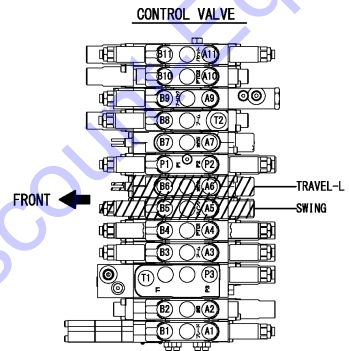 CONTROL VALVE
B11 A11
B10 A10
B9 A9
B8 T2
B7 A7
P1 P2
B6 A6 TRAVEL-L
FRONT
B5 A5 SWING
B4 A4
B3 A3
T1 P3
B2 A2
B1 A1